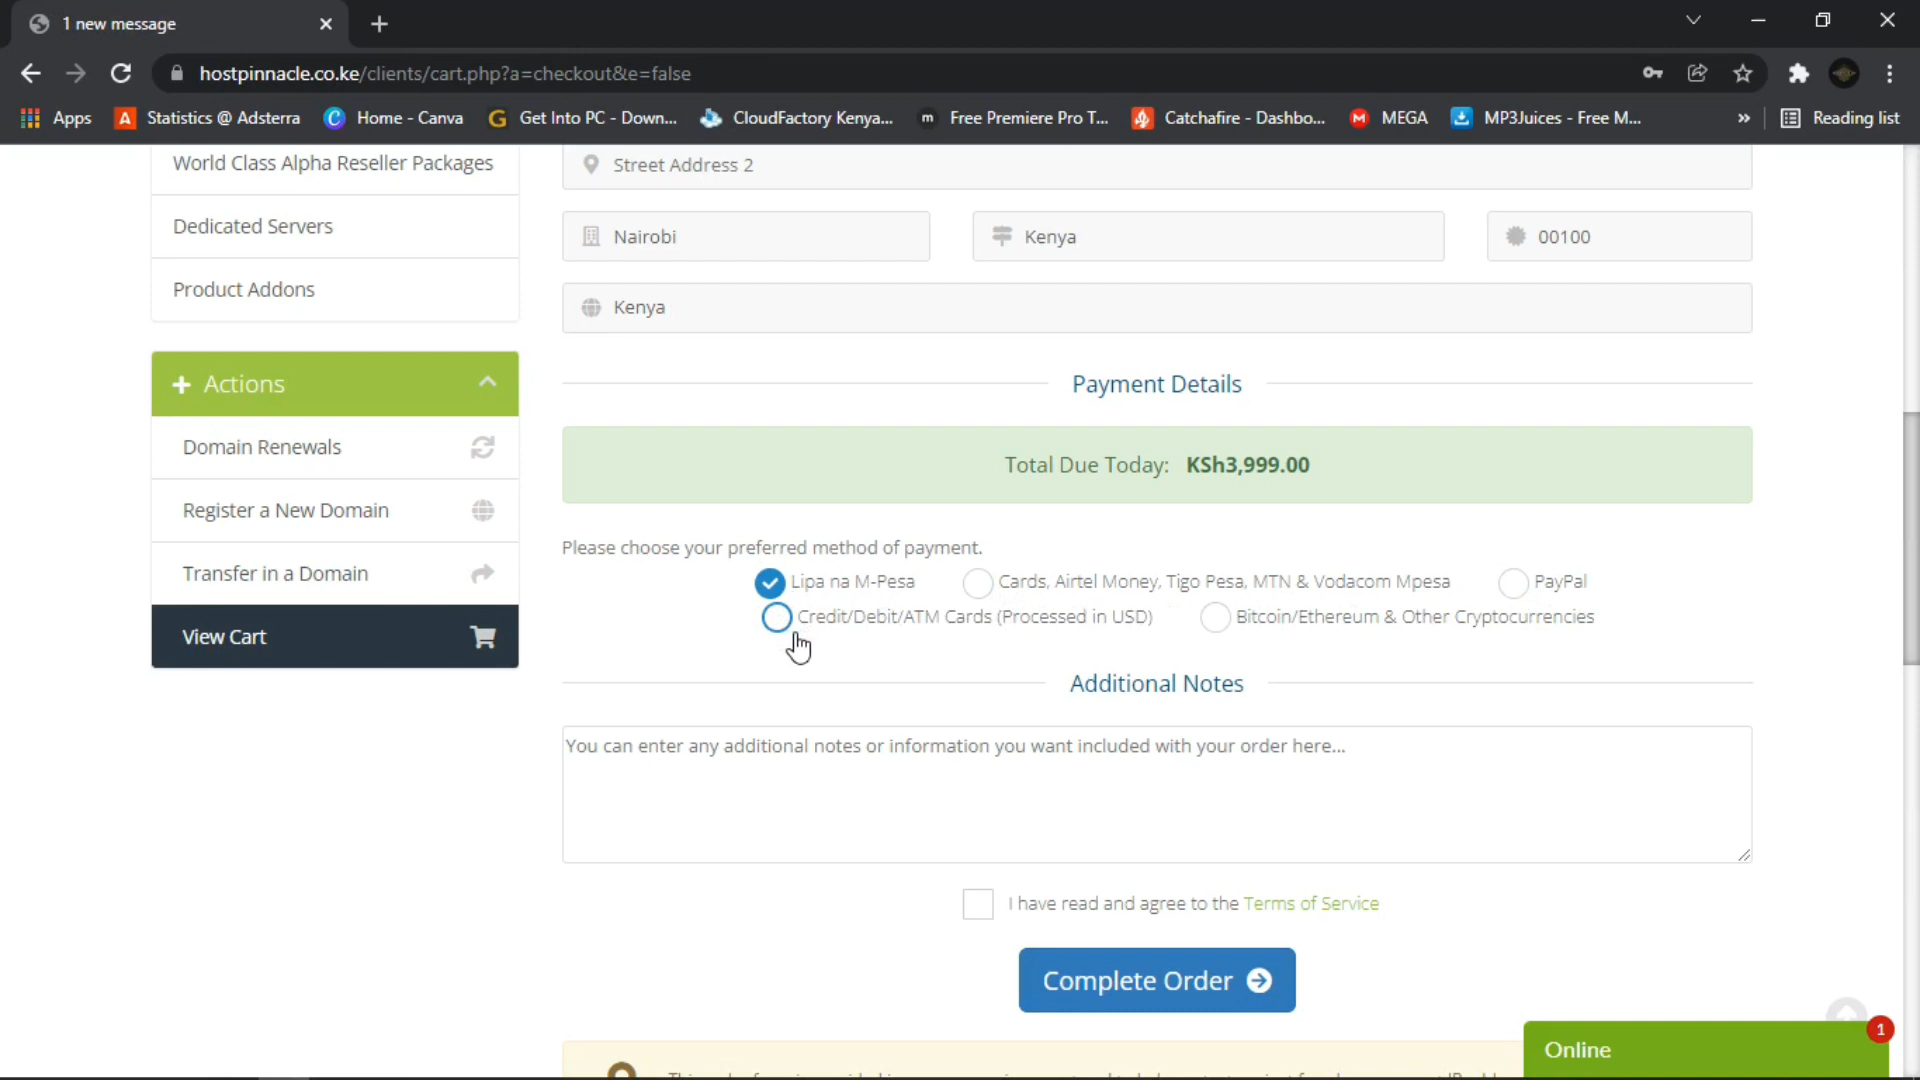 1 new message
hostpinnacle.co.ke/clients/cart.php?a=checkout&e=false
Apps
Statistics @ Adsterra
Home - Canva
Get Into PC - Down...
CloudFactory Kenya...
Free Premiere Pro T...
Catchafire - Dashbo...
MEGA
MP3Juices - Free M...
»
Reading list
World Class Alpha Reseller Packages
Dedicated Servers
Product Addons
Actions
Domain Renewals
Register a New Domain
Transfer in a Domain
View Cart
Street Address 2
Nairobi
Kenya
00100
Kenya
Payment Details
Total Due Today: KSh3,999.00
Please choose your preferred method of payment.
Lipa na M-Pesa
Cards, Airtel Money, Tigo Pesa, MTN & Vodacom Mpesa
PayPal
Credit/Debit/ATM Cards (Processed in USD)
Bitcoin/Ethereum & Other Cryptocurrencies
Additional Notes
You can enter any additional notes or information you want included with your order here...
I have read and agree to the Terms of Service
Complete Order
Online
1